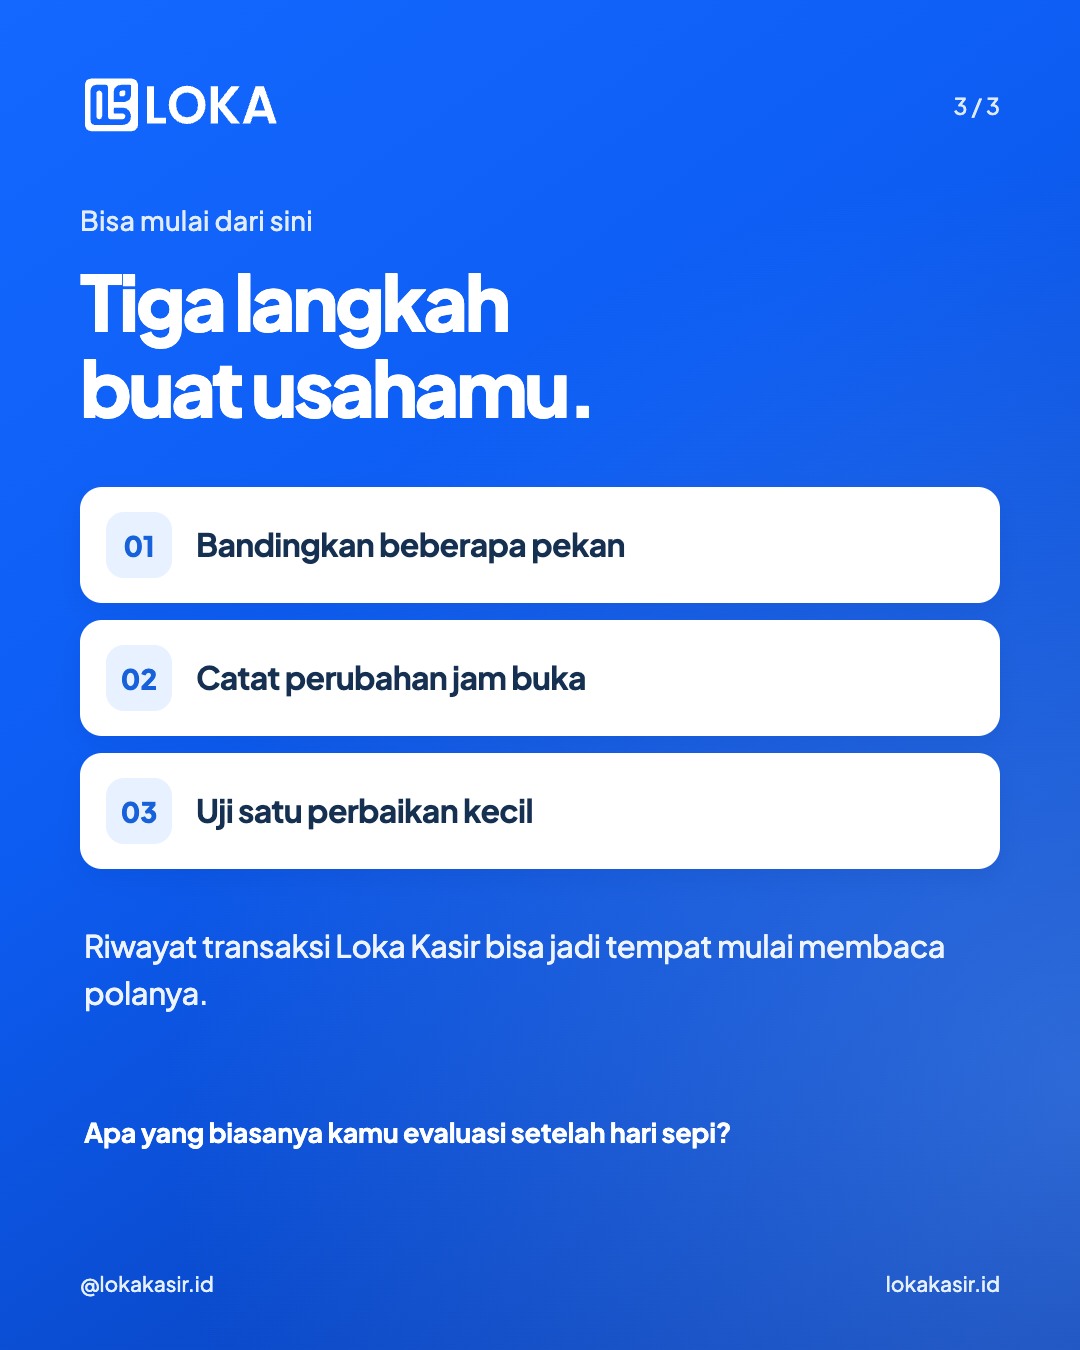 LOKA
3 / 3
Bisa mulai dari sini
Tiga langkah
buat usahamu.
01 Bandingkan beberapa pekan
02 Catat perubahan jam buka
03 Uji satu perbaikan kecil
Riwayat transaksi Loka Kasir bisa jadi tempat mulai membaca
polanya.
Apa yang biasanya kamu evaluasi setelah hari sepi?
@lokakasir.id
lokakasir.id